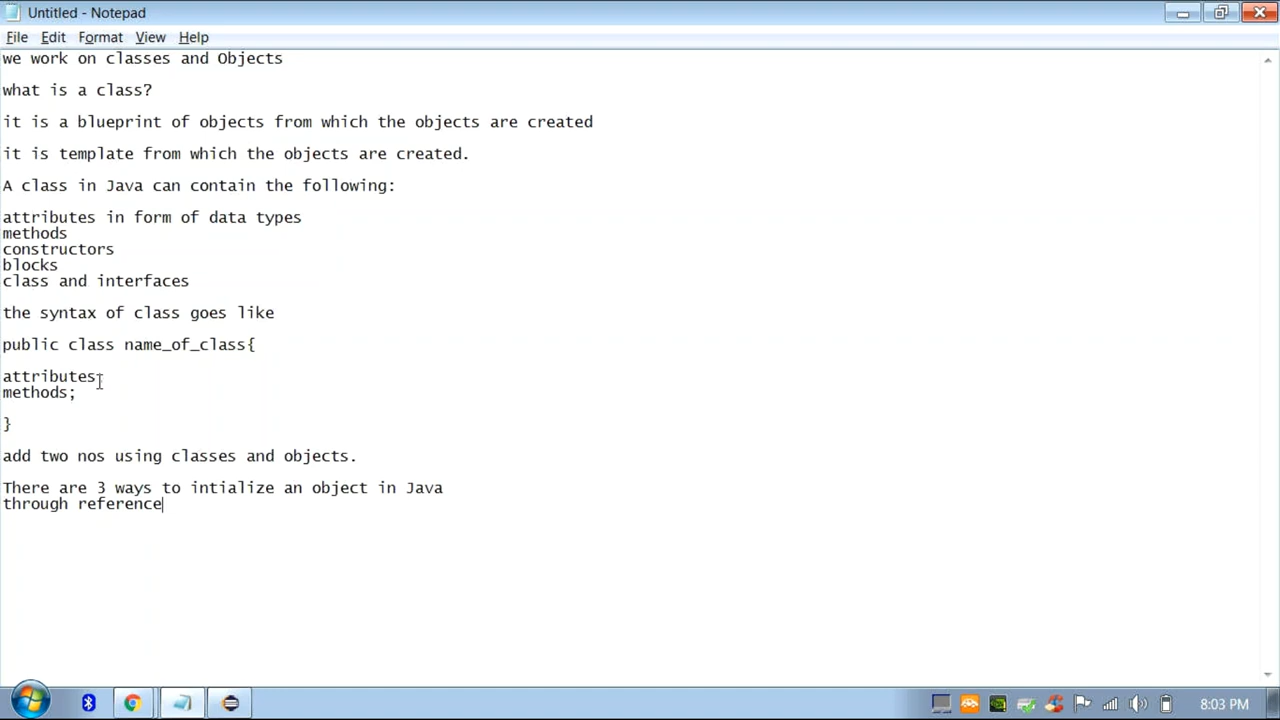 Untitled - Notepad
File Edit Format View Help
we work on classes and Objects
what is a class?
it is a blueprint of objects from which the objects are created
it is template from which the objects are created.
A class in Java can contain the following:
attributes in form of data types
methods
constructors
blocks
class and interfaces
the syntax of class goes like
public class name_of_class{
attributes;
methods;
}
add two nos using classes and objects.
There are 3 ways to intialize an object in Java
through reference
8:03 PM